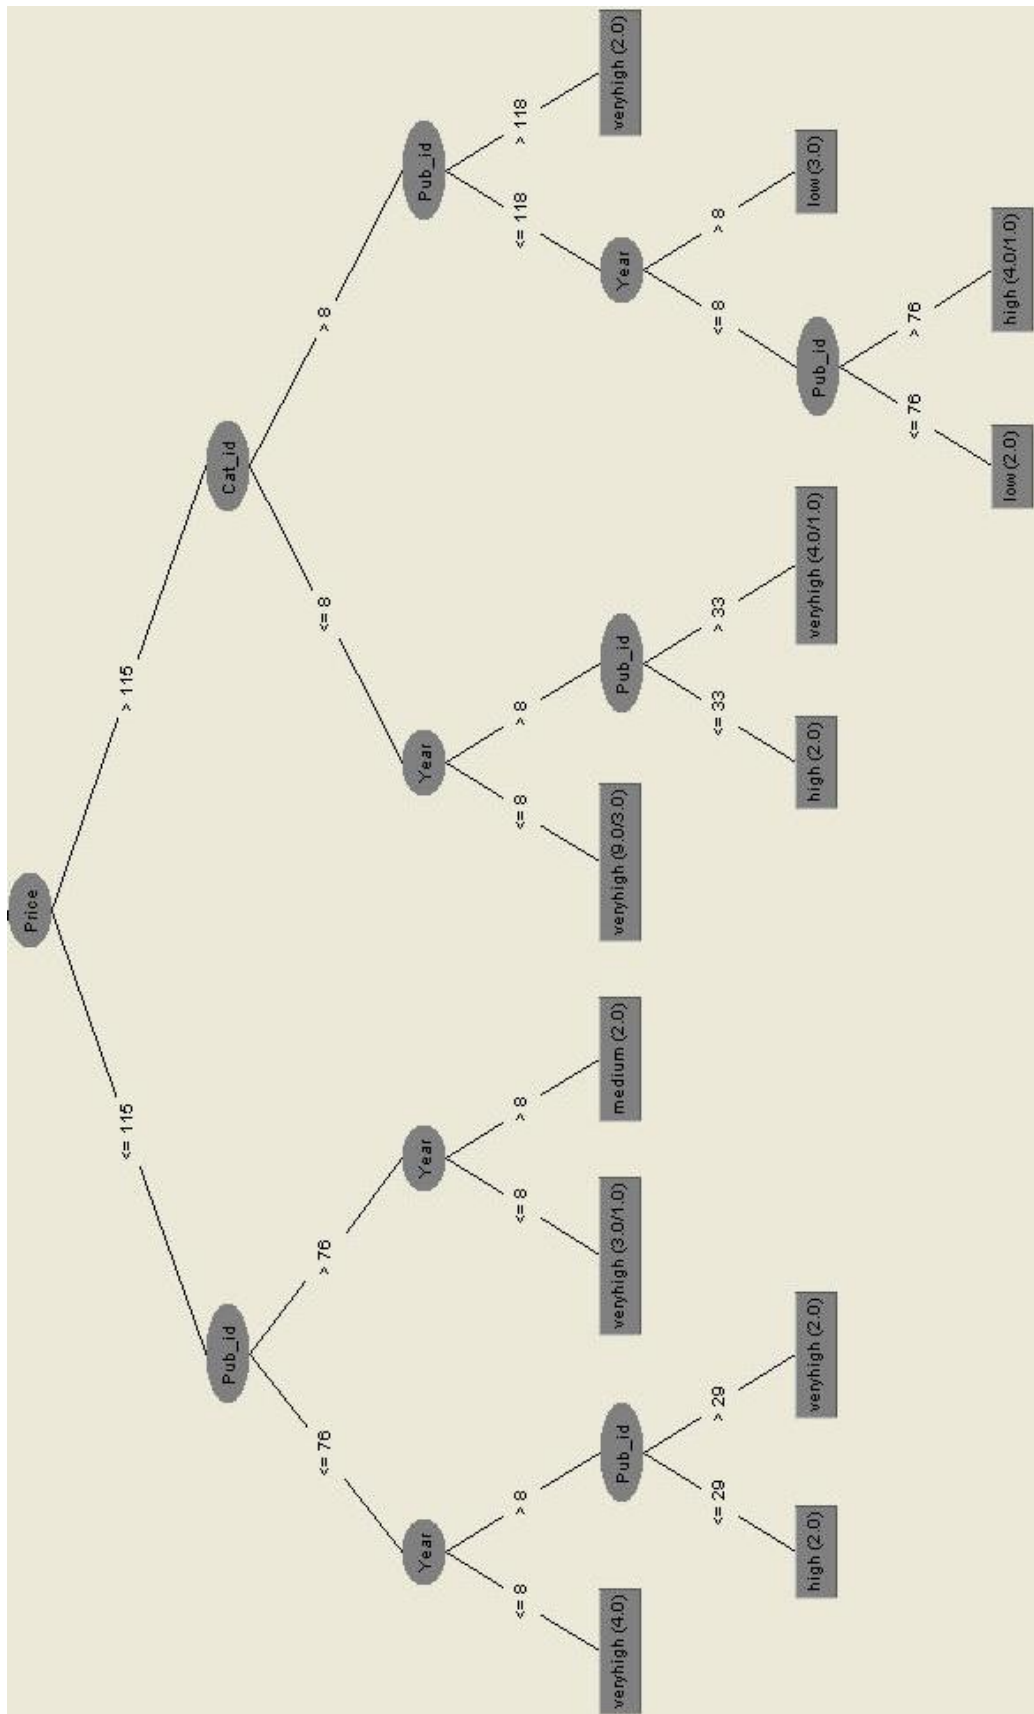 Price
<= 115
> 115
Pub_id
Cat_id
<= 76
> 76
<= 8
> 8
Year
Year
Year
Pub_id
<= 8
> 8
<= 8
> 8
<= 8
> 8
<= 118
> 118
veryhigh (4.0)
Pub_id
veryhigh (3.0/1.0)
medium (2.0)
veryhigh (9.0/3.0)
Pub_id
Year
veryhigh (2.0)
<= 29
> 29
<= 33
> 33
<= 8
> 8
high (2.0)
veryhigh (2.0)
high (2.0)
veryhigh (4.0/1.0)
Pub_id
low (3.0)
<= 76
> 76
low (2.0)
high (4.0/1.0)